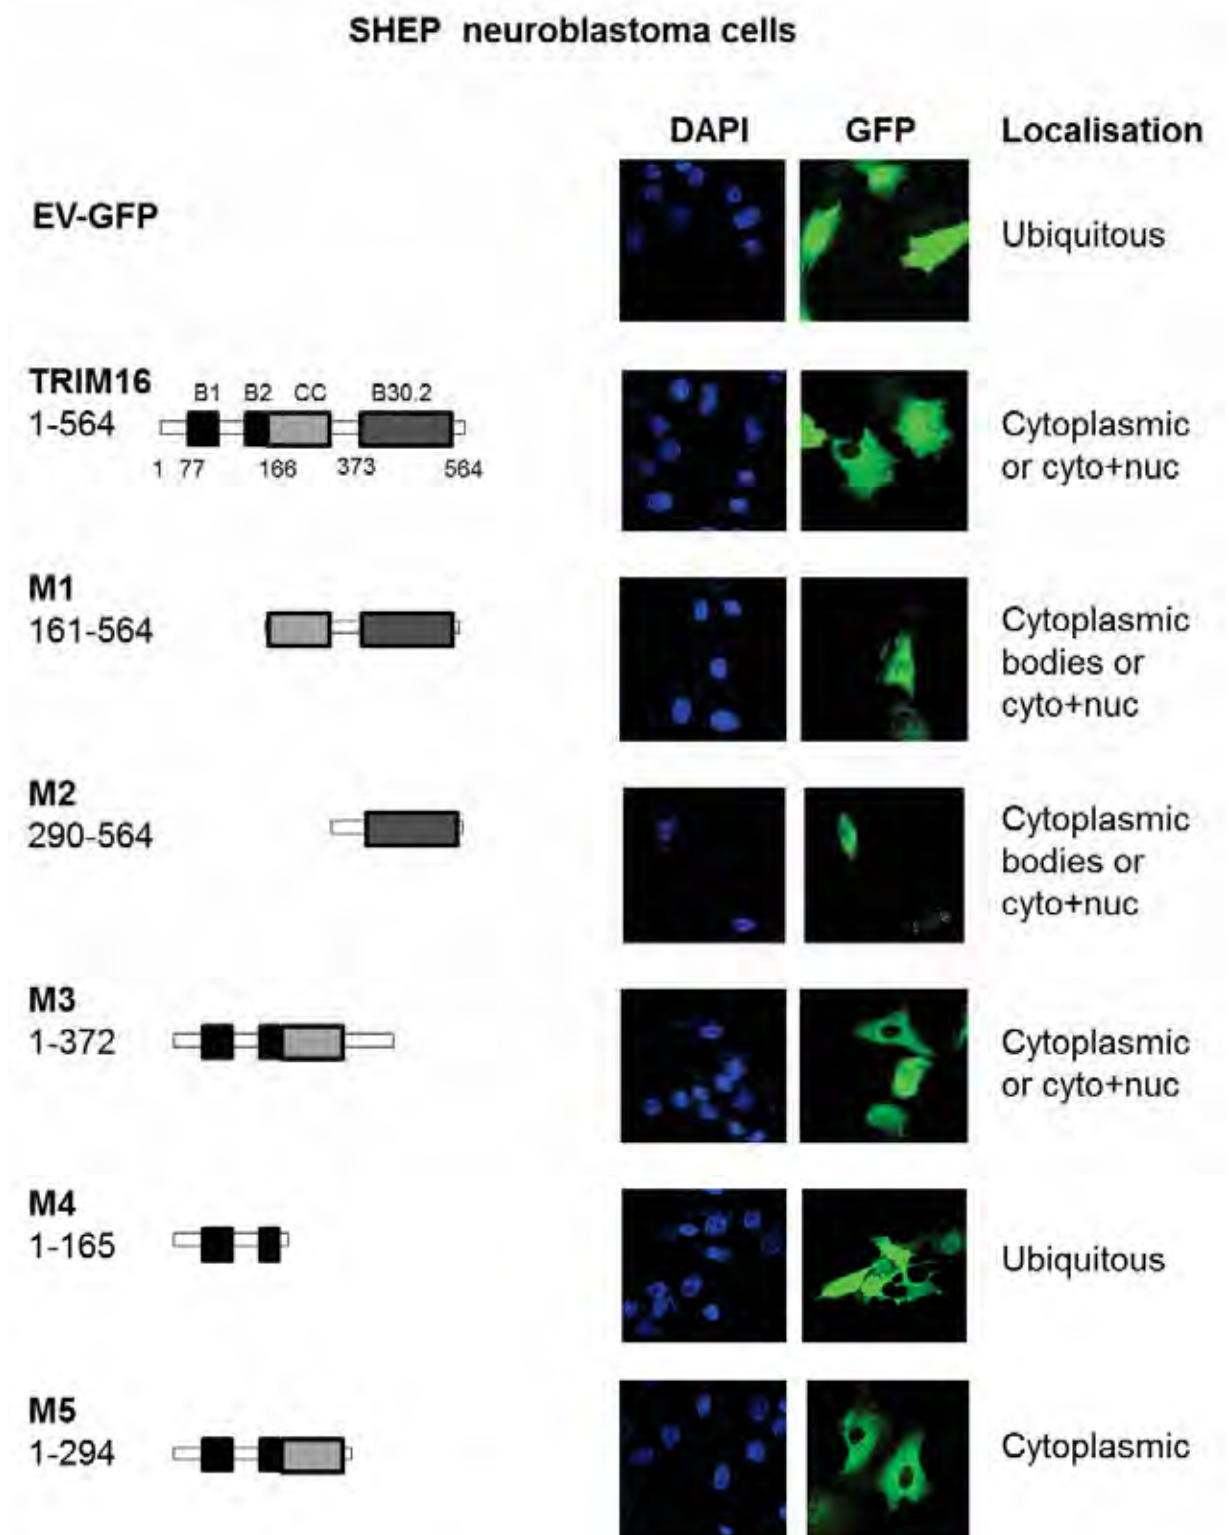 SHEP neuroblastoma cells
DAPI GFP Localisation
EV-GFP
Ubiquitous
TRIM16
1-564
B1 B2 CC B30.2
1 77 166 373 564
Cytoplasmic
or cyto+nuc
M1
161-564
Cytoplasmic
bodies or
cyto+nuc
M2
290-564
Cytoplasmic
bodies or
cyto+nuc
M3
1-372
Cytoplasmic
or cyto+nuc
M4
1-165
Ubiquitous
M5
1-294
Cytoplasmic